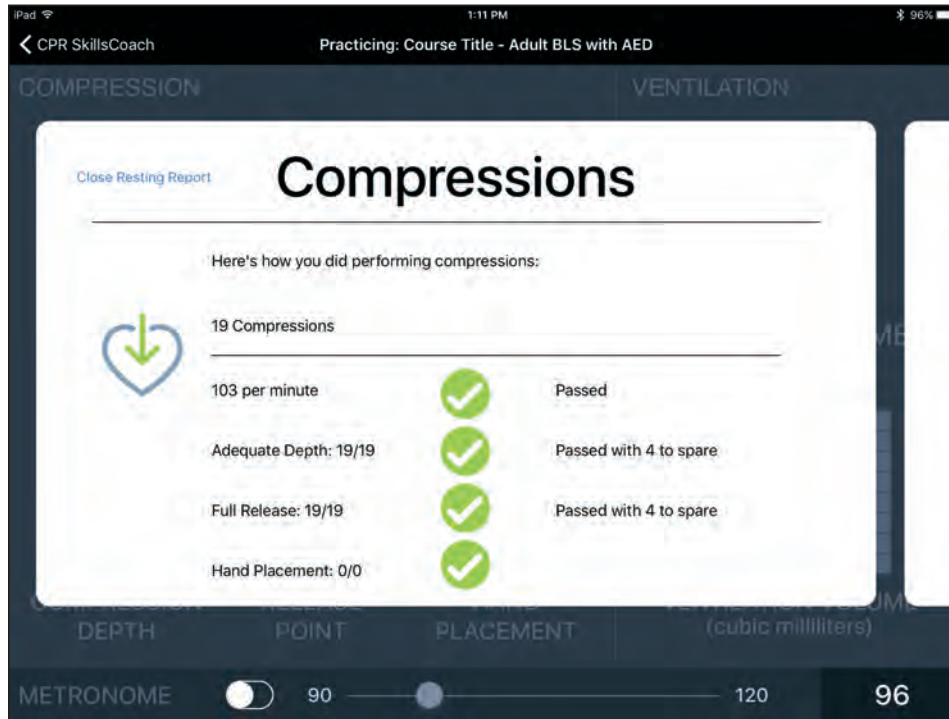 iPad 1:11 PM 96%
CPR SkillsCoach Practicing: Course Title - Adult BLS with AED
COMPRESSION VENTILATION
Close Resting Report
Compressions
Here's how you did performing compressions:
19 Compressions
103 per minute Passed
Adequate Depth: 19/19 Passed with 4 to spare
Full Release: 19/19 Passed with 4 to spare
Hand Placement: 0/0
DEPTH POINT PLACEMENT (cubic milliliters)
METRONOME 90 120 96